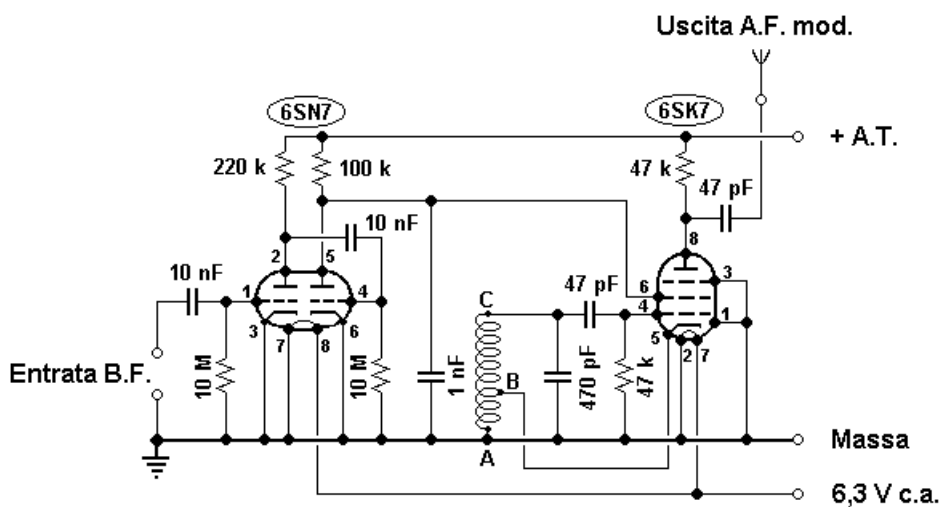 Uscita A.F. mod.
6SN7
6SK7
+ A.T.
220 k
100 k
47 k
47 pF
10 nF
2
5
8
10 nF
1
4
3
6
7
8
47 pF
C
6
4
5
3
1
2
7
Entrata B.F.
10 M
10 M
1 nF
B
470 pF
47 k
A
Massa
6,3 V c.a.